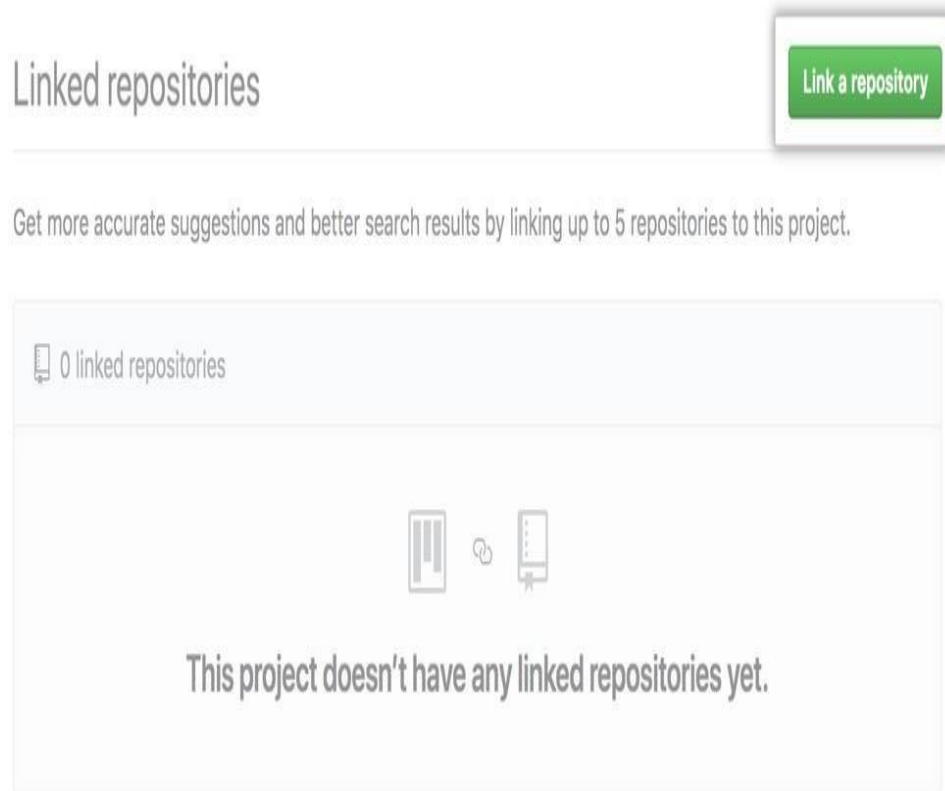 Linked repositories
Link a repository
Get more accurate suggestions and better search results by linking up to 5 repositories to this project.
0 linked repositories
This project doesn't have any linked repositories yet.